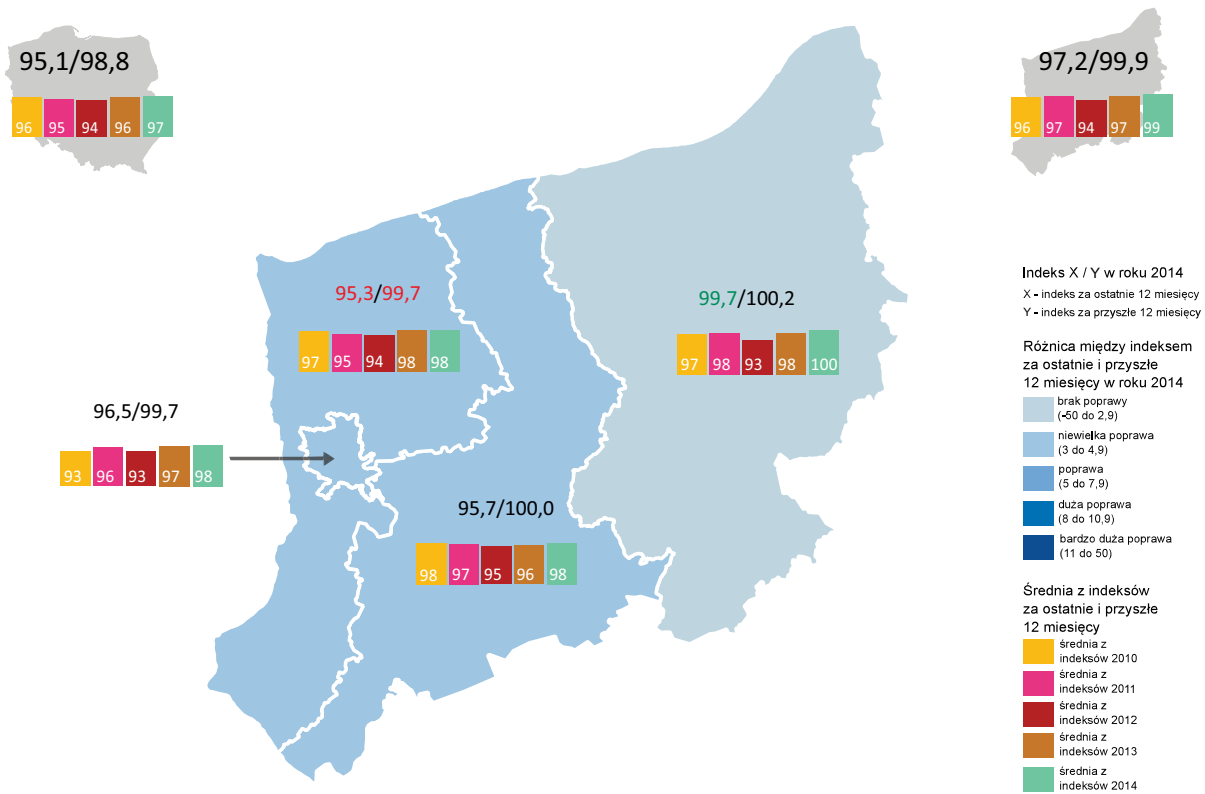 95,1/98,8
96 95 94 96 97
97,2/99,9
96 97 94 97 99
95,3/99,7
97 95 94 98 98
99,7/100,2
97 98 93 98 100
96,5/99,7
93 96 93 97 98
95,7/100,0
98 97 95 96 98
Indeks X / Y w roku 2014
X - indeks za ostatnie 12 miesięcy
Y - indeks za przyszłe 12 miesięcy
Różnica między indeksem
za ostatnie i przyszłe
12 miesięcy w roku 2014
brak poprawy
(-50 do 2,9)
niewielka poprawa
(3 do 4,9)
poprawa
(5 do 7,9)
duża poprawa
(8 do 10,9)
bardzo duża poprawa
(11 do 50)
Średnia z indeksów
za ostatnie i przyszłe
12 miesięcy
średnia z
indeksów 2010
średnia z
indeksów 2011
średnia z
indeksów 2012
średnia z
indeksów 2013
średnia z
indeksów 2014